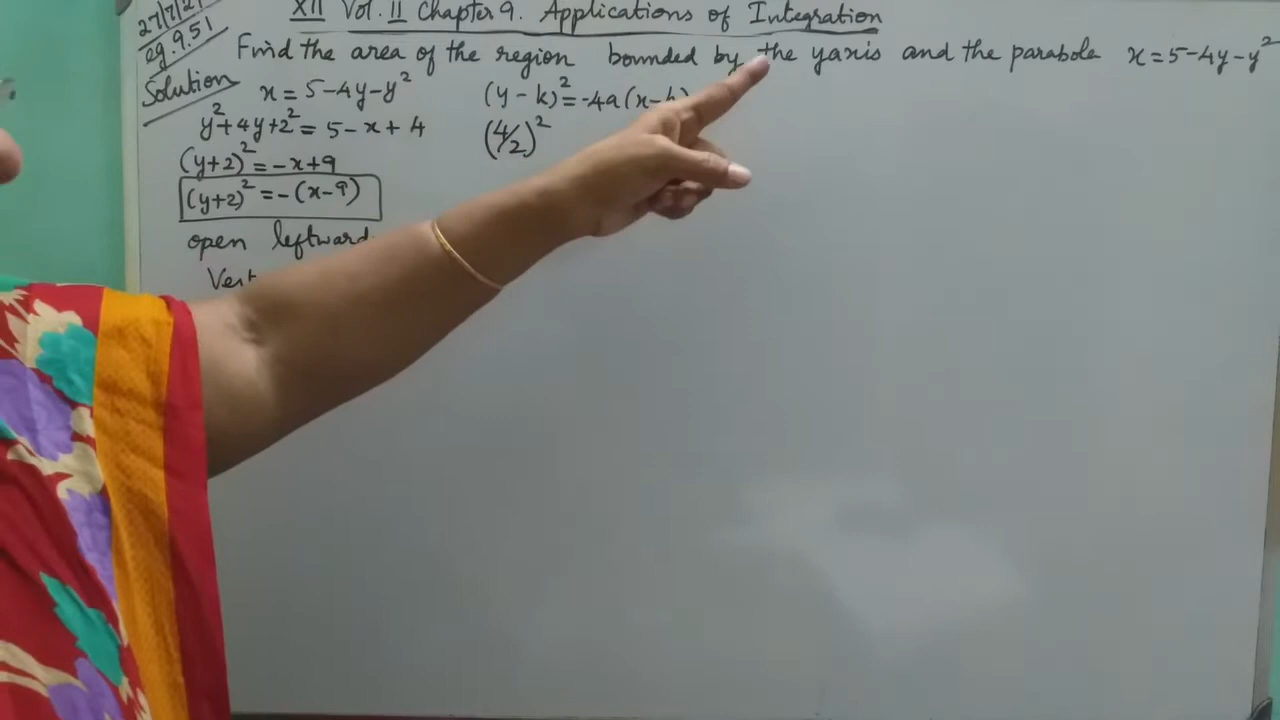 27/7/21
XII Vol. II Chapter 9. Applications of Integration
eg. 9.51
Find the area of the region bounded by the yaxis and the parabola x = 5-4y-y²
Solution
x = 5-4y-y²
(y-k)² = -4a(x-h)
y²+4y+2² = 5-x+4
(4/2)²
(y+2)² = -x+9
(y+2)² = -(x-9)
open leftward